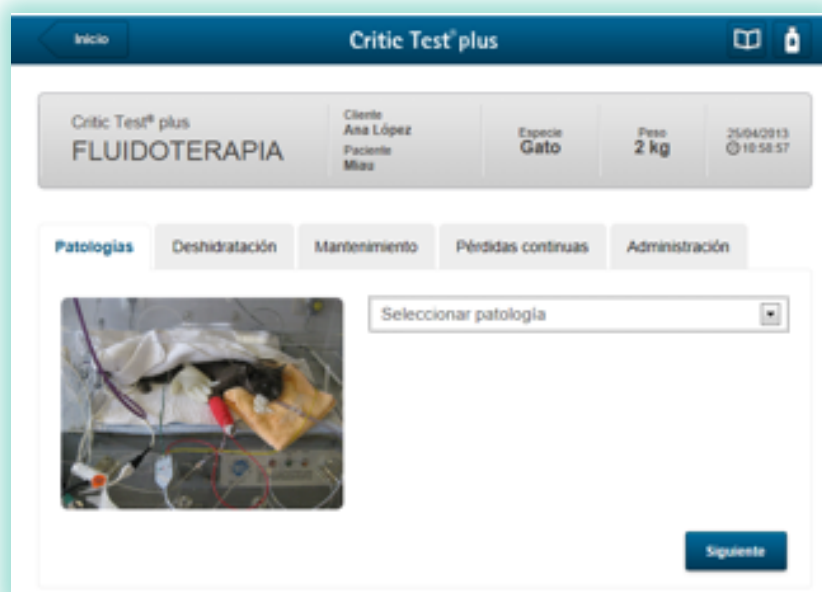 Inicio
Critic Test® plus
Critic Test® plus
FLUIDOTERAPIA
Cliente
Ana López
Paciente
Miau
Especie
Gato
Peso
2 kg
25/04/2013
10:58:57
Patologías
Deshidratación
Mantenimiento
Pérdidas continuas
Administración
Seleccionar patología
Siguiente